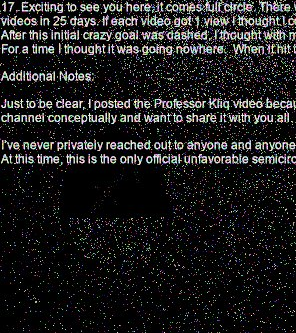 17. Exciting to see you here, it comes full circle. There
videos in 25 days. If each video got 1 view I thought I
After this initial crazy goal was dashed, I thought with
For a time I thought it was going nowhere. When it hit

Additional Notes:

Just to be clear, I posted the Professor Kliq video
channel conceptually and want to share it with you all.

I've never privately reached out to anyone and anyone
At this time, this is the only official unfavorable